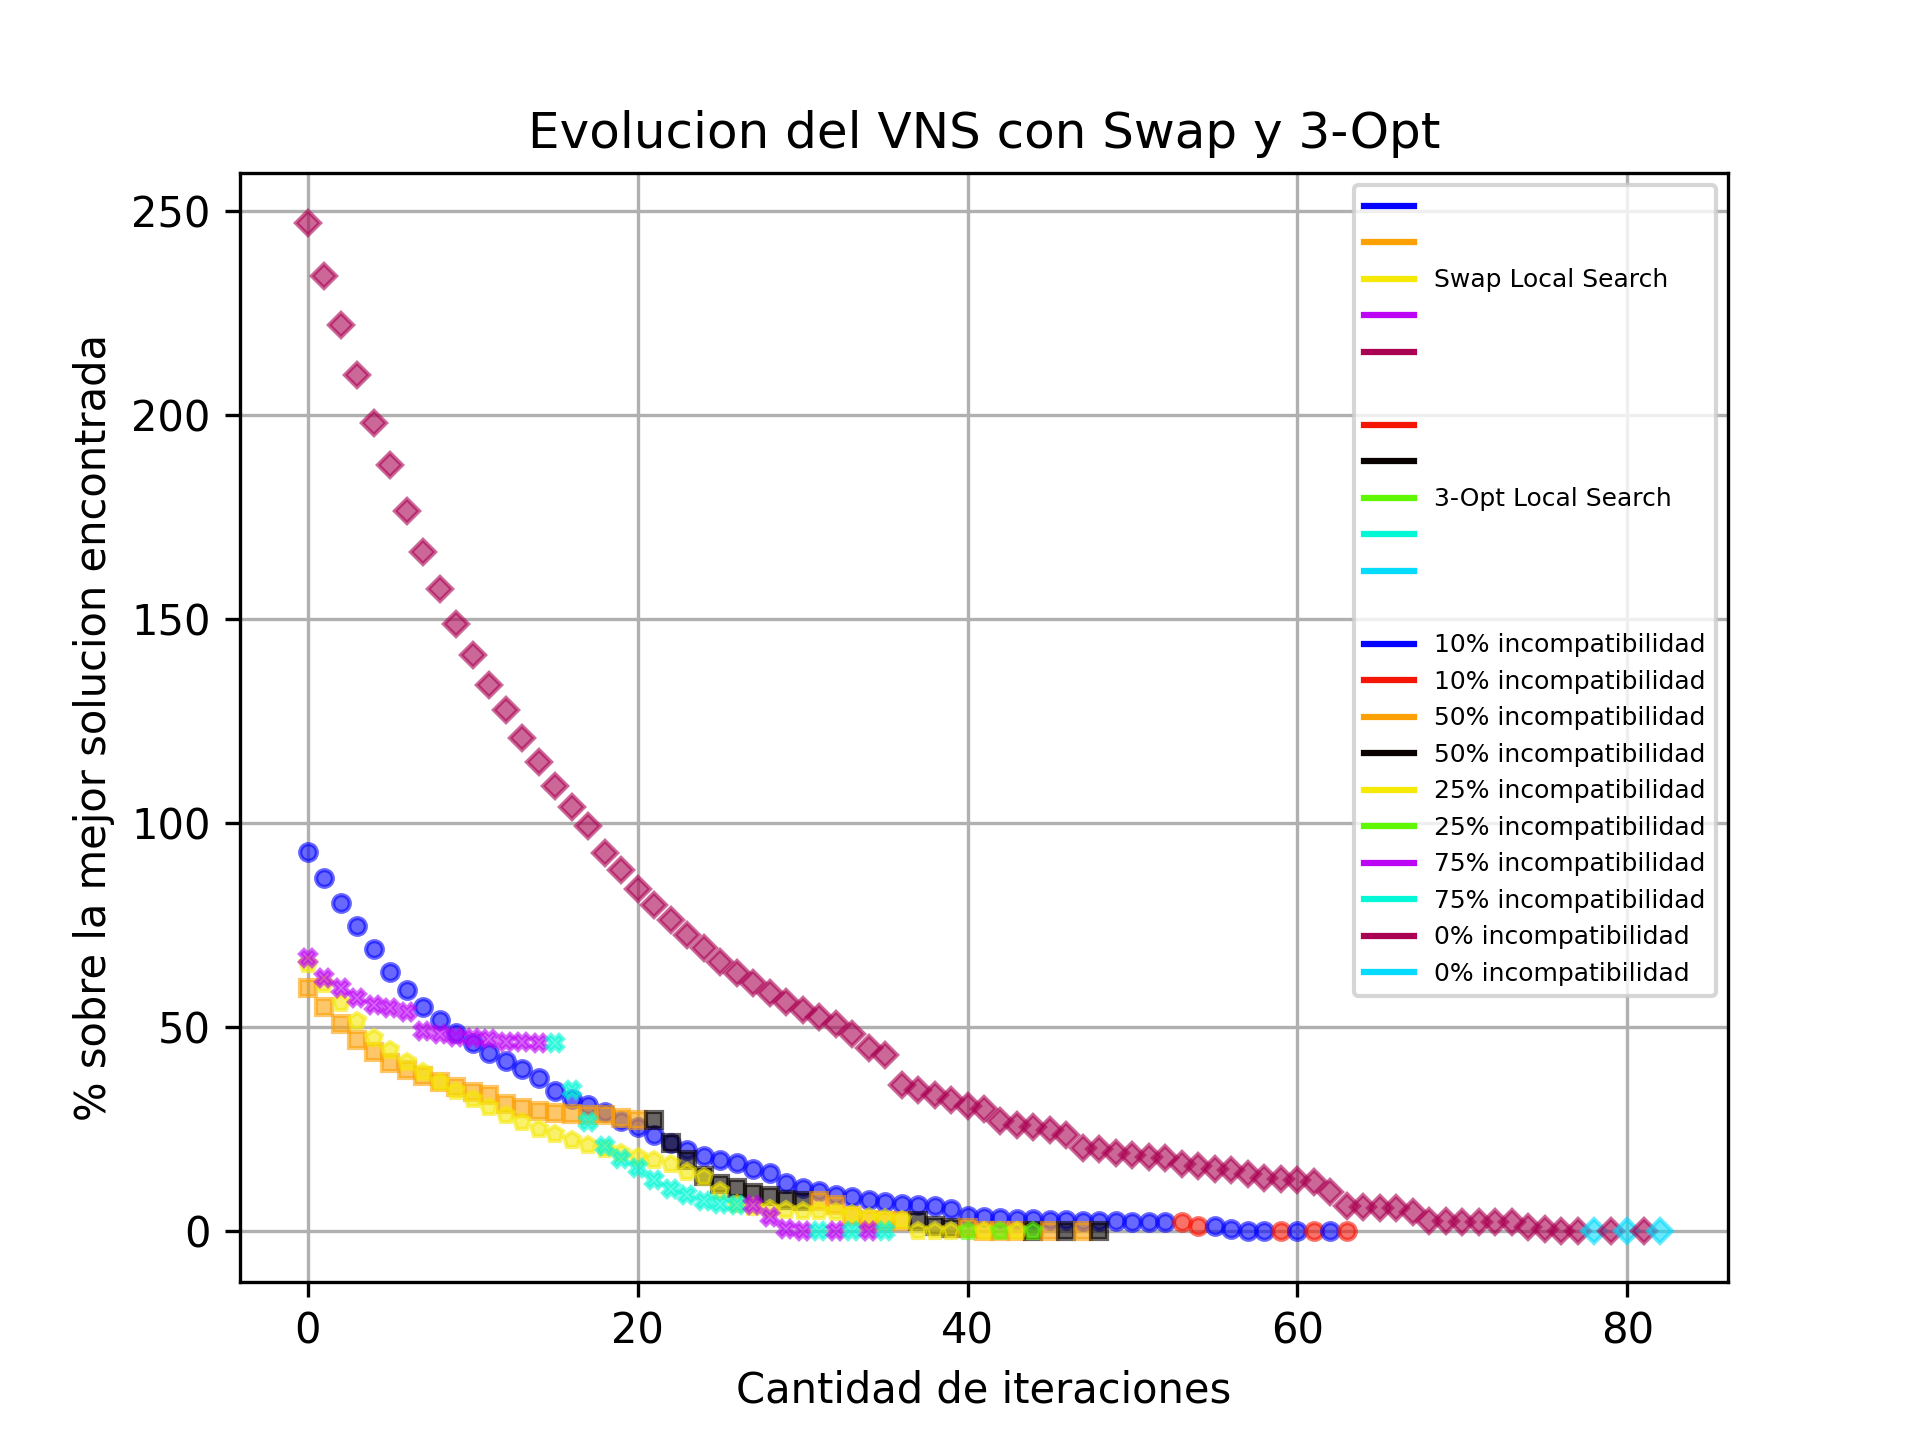 Evolucion del VNS con Swap y 3-Opt
% sobre la mejor solucion encontrada
250
200
150
100
50
0
Swap Local Search
3-Opt Local Search
10% incompatibilidad
10% incompatibilidad
50% incompatibilidad
50% incompatibilidad
25% incompatibilidad
25% incompatibilidad
75% incompatibilidad
75% incompatibilidad
0% incompatibilidad
0% incompatibilidad
0 20 40 60 80
Cantidad de iteraciones